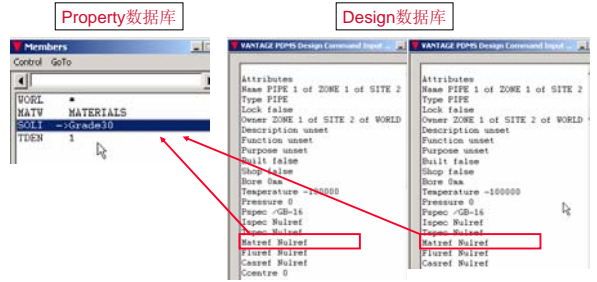 Property数据库
Design数据库
Members
Control GoTo
WORL *
MATW MATERIALS
SOLI ->Grade30
TDEN 1
VANTAGE PDMS Design Command Input ...
Attributes
Name PIPE 1 of ZONE 1 of SITE 2
Type PIPE
Lock false
Owner ZONE 1 of SITE 2 of WORLD
Description unset
Function unset
Purpose unset
Built false
Shop false
Bore 0mm
Temperature -100000
Pressure 0
Pspec /GB-16
Ispec Nulref
Tspec Nulref
Matref Nulref
Fluref Nulref
Casref Nulref
Ccentre 0
VANTAGE PDMS Design Command Input ...
Attributes
Name PIPE 1 of ZONE 1 of SITE 2
Type PIPE
Lock false
Owner ZONE 1 of SITE 2 of WORLD
Description unset
Function unset
Purpose unset
Built false
Shop false
Bore 0mm
Temperature -100000
Pressure 0
Pspec /GB-16
Ispec Nulref
Matref Nulref
Fluref Nulref
Casref Nulref